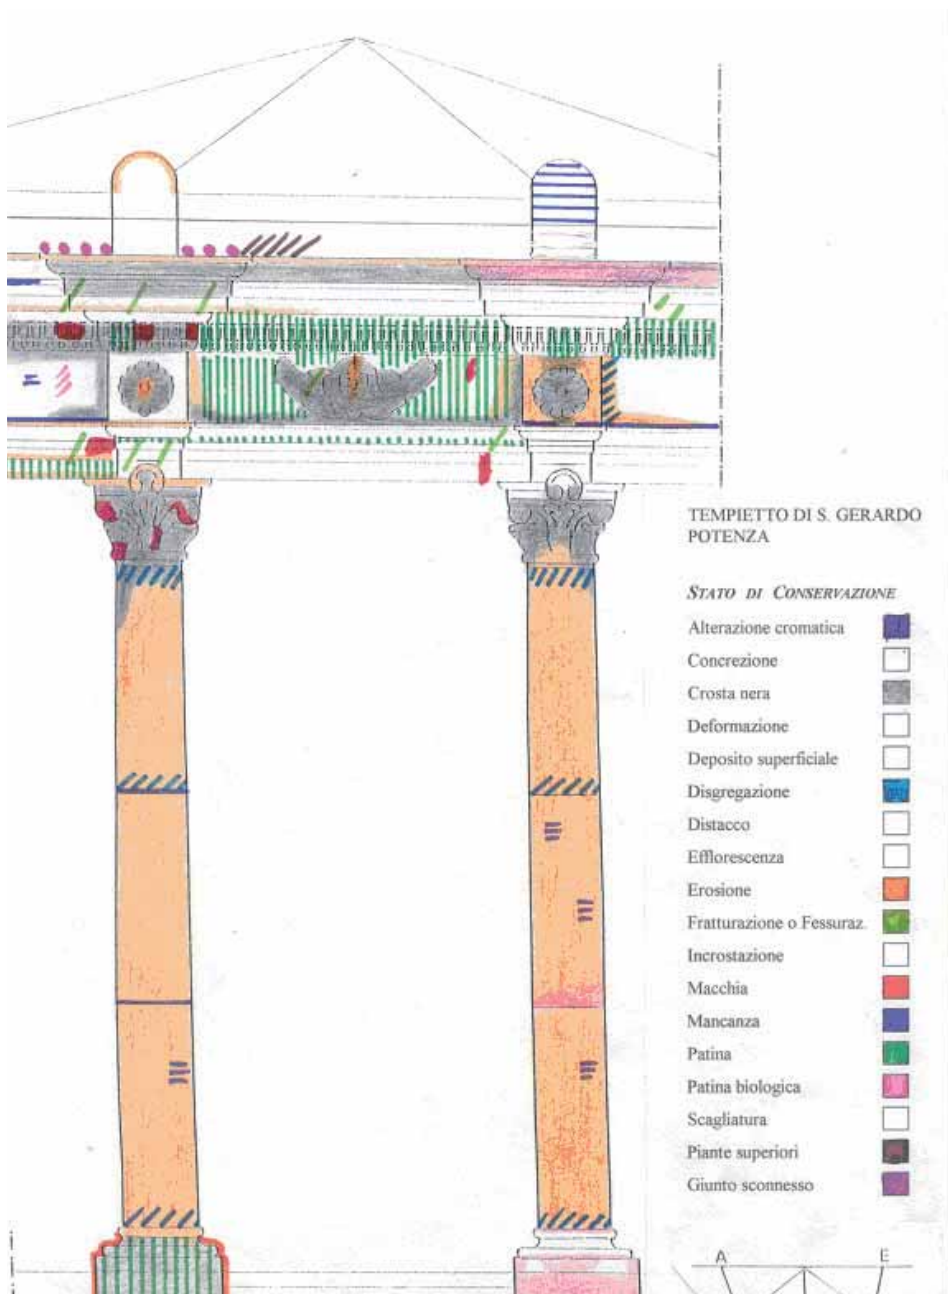 TEMPIETTO DI S. GERARDO
POTENZA
STATO DI CONSERVAZIONE
Alterazione cromatica
Concrezione
Crosta nera
Deformazione
Deposito superficiale
Disgregazione
Distacco
Efflorescenza
Erosione
Fratturazione o Fessuraz.
Incrostazione
Macchia
Mancanza
Patina
Patina biologica
Scagliatura
Piante superiori
Giunto sconnesso
A E